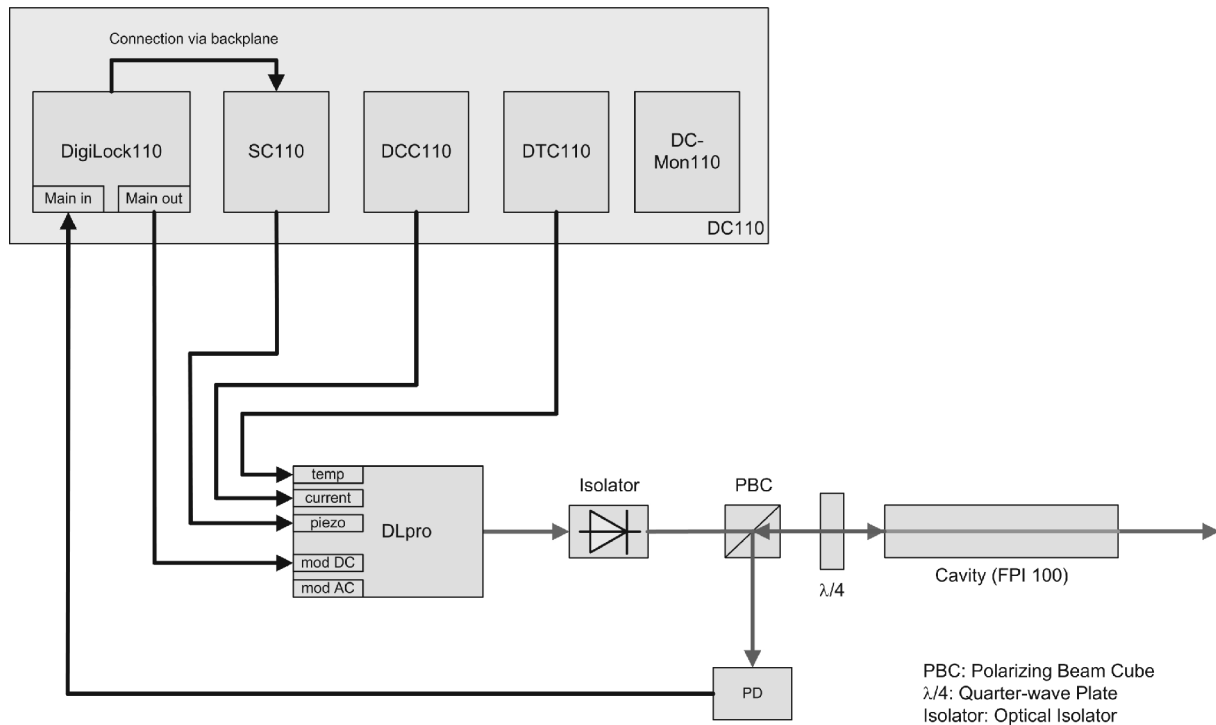 Connection via backplane
DigiLock110
SC110
DCC110
DTC110
DC-
Mon110
Main in
Main out
DC110
temp
current
piezo
mod DC
mod AC
DLpro
Isolator
PBC
λ/4
Cavity (FPI 100)
PD
PBC: Polarizing Beam Cube
λ/4: Quarter-wave Plate
Isolator: Optical Isolator